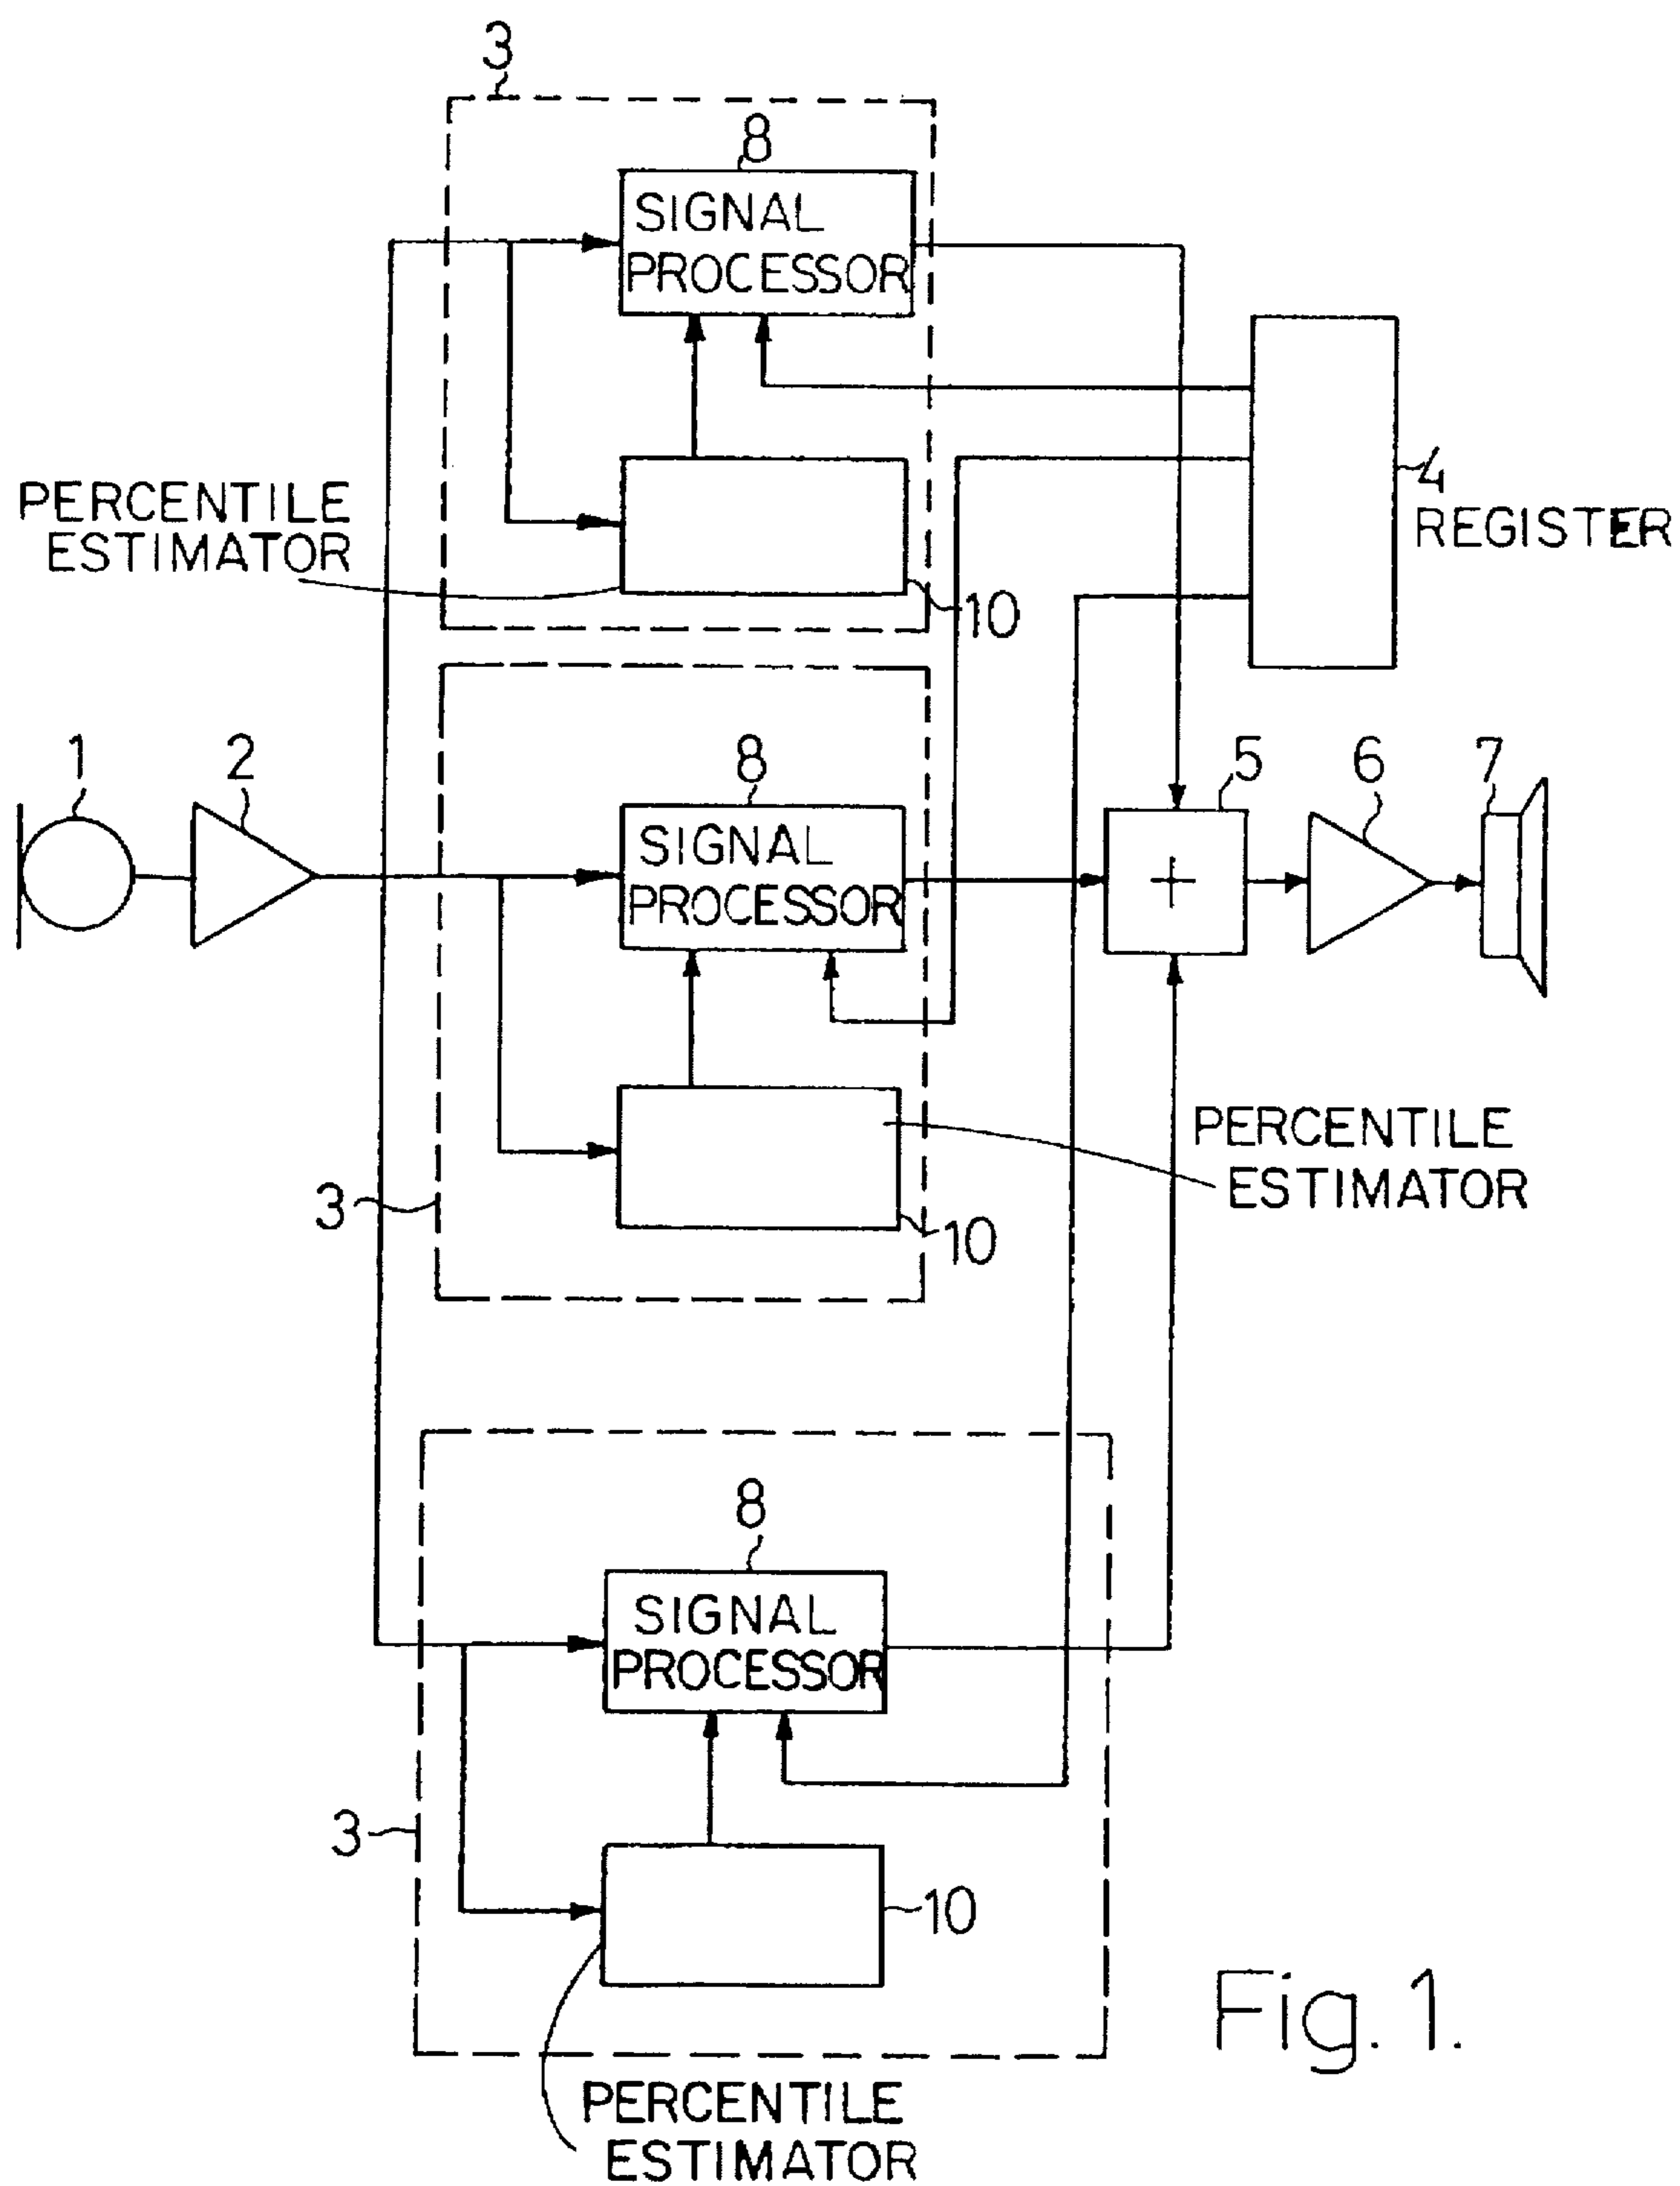 3
8
SIGNAL
PROCESSOR
PERCENTILE
ESTIMATOR
4
REGISTER
10
1
2
8
5
6
7
SIGNAL
PROCESSOR
+
PERCENTILE
ESTIMATOR
3
10
8
SIGNAL
PROCESSOR
3
10
Fig. 1.
PERCENTILE
ESTIMATOR